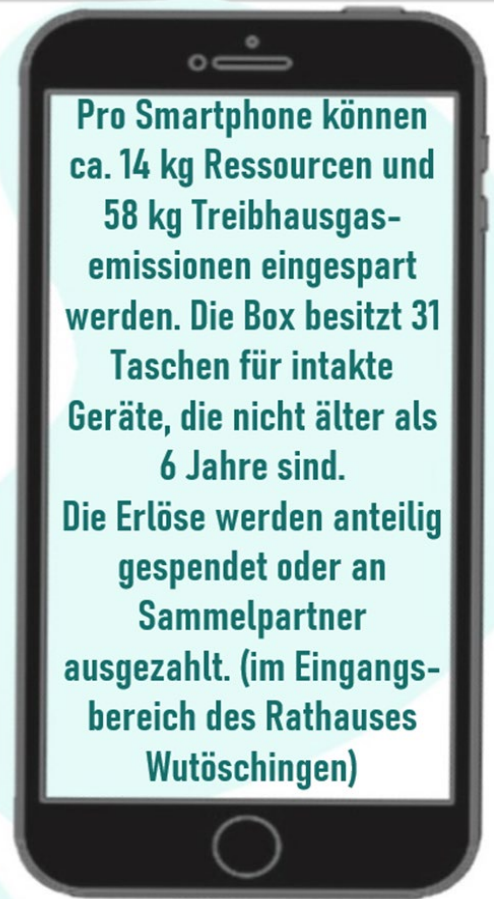 Pro Smartphone können
ca. 14 kg Ressourcen und
58 kg Treibhausgas-
emissionen eingespart
werden. Die Box besitzt 31
Taschen für intakte
Geräte, die nicht älter als
6 Jahre sind.
Die Erlöse werden anteilig
gespendet oder an
Sammelpartner
ausgezahlt. (im Eingangs-
bereich des Rathauses
Wutöschingen)